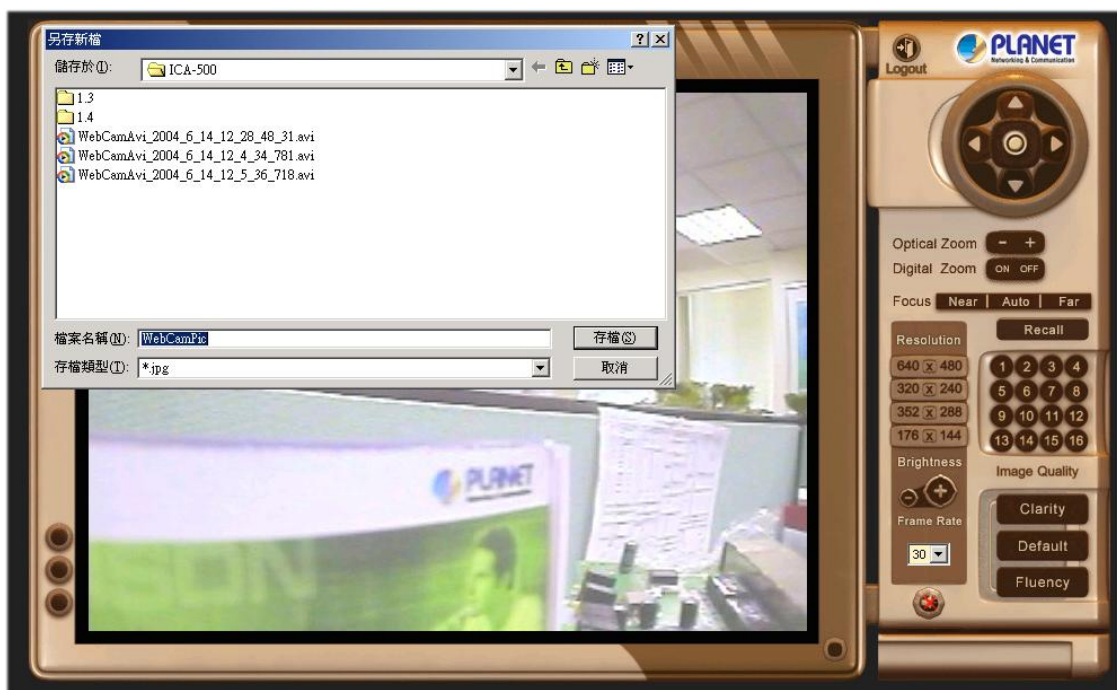 另存新檔
儲存於(I):
ICA-500
1.3
1.4
WebCamAvi_2004_6_14_12_28_48_31.avi
WebCamAvi_2004_6_14_12_4_34_781.avi
WebCamAvi_2004_6_14_12_5_36_718.avi
檔案名稱(N):
WebCamPic
存檔(S)
存檔類型(T):
*.jpg
取消
PLANET
Logout
PLANET
Networking & Communication
Optical Zoom - +
Digital Zoom ON OFF
Focus Near | Auto | Far
Resolution
640 x 480
320 x 240
352 x 288
176 x 144
Brightness
- +
Frame Rate
30
Recall
1 2 3 4
5 6 7 8
9 10 11 12
13 14 15 16
Image Quality
Clarity
Default
Fluency